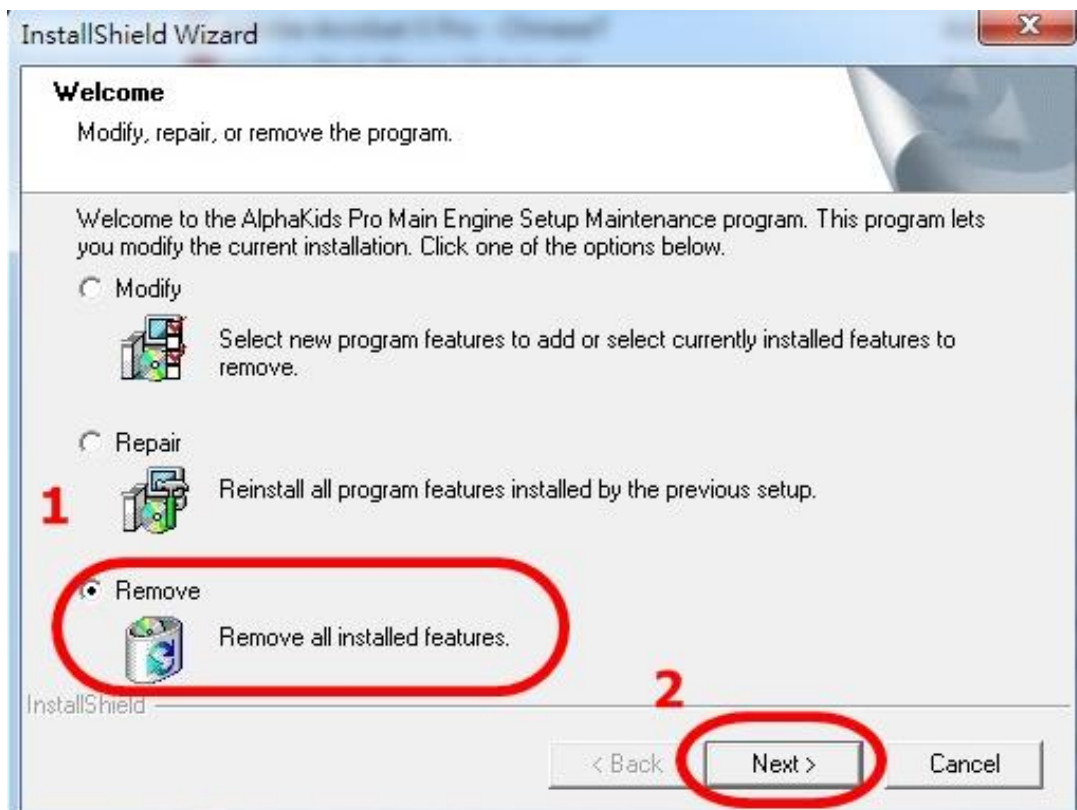 InstallShield Wizard
Welcome
Modify, repair, or remove the program.
Welcome to the AlphaKids Pro Main Engine Setup Maintenance program. This program lets
you modify the current installation. Click one of the options below.
Modify
Select new program features to add or select currently installed features to
remove.
Repair
1
Reinstall all program features installed by the previous setup.
Remove
Remove all installed features.
2
InstallShield
< Back
Next >
Cancel